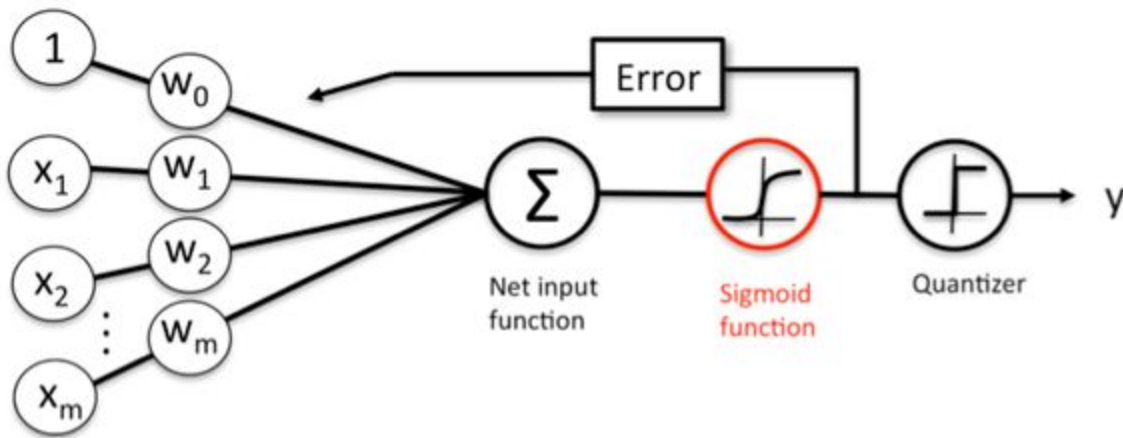 1
w0
Error
x1
w1
Σ
y
x2
w2
Net input
function
Sigmoid
function
Quantizer
⋮
wm
xm